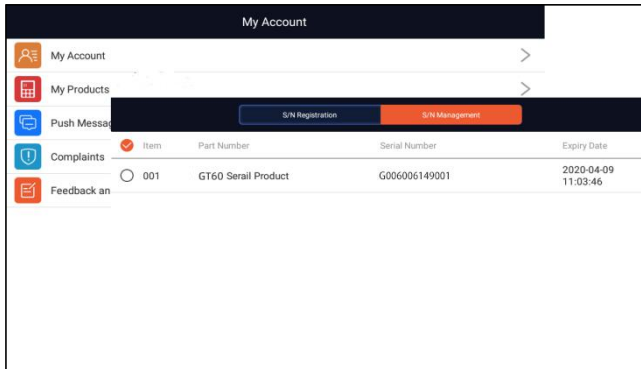 My Account
My Account
My Products
Push Messag
Complaints
Feedback an
S/N Registration
S/N Management
Item
Part Number
Serial Number
Expiry Date
001
GT60 Serail Product
G006006149001
2020-04-09
11:03:46